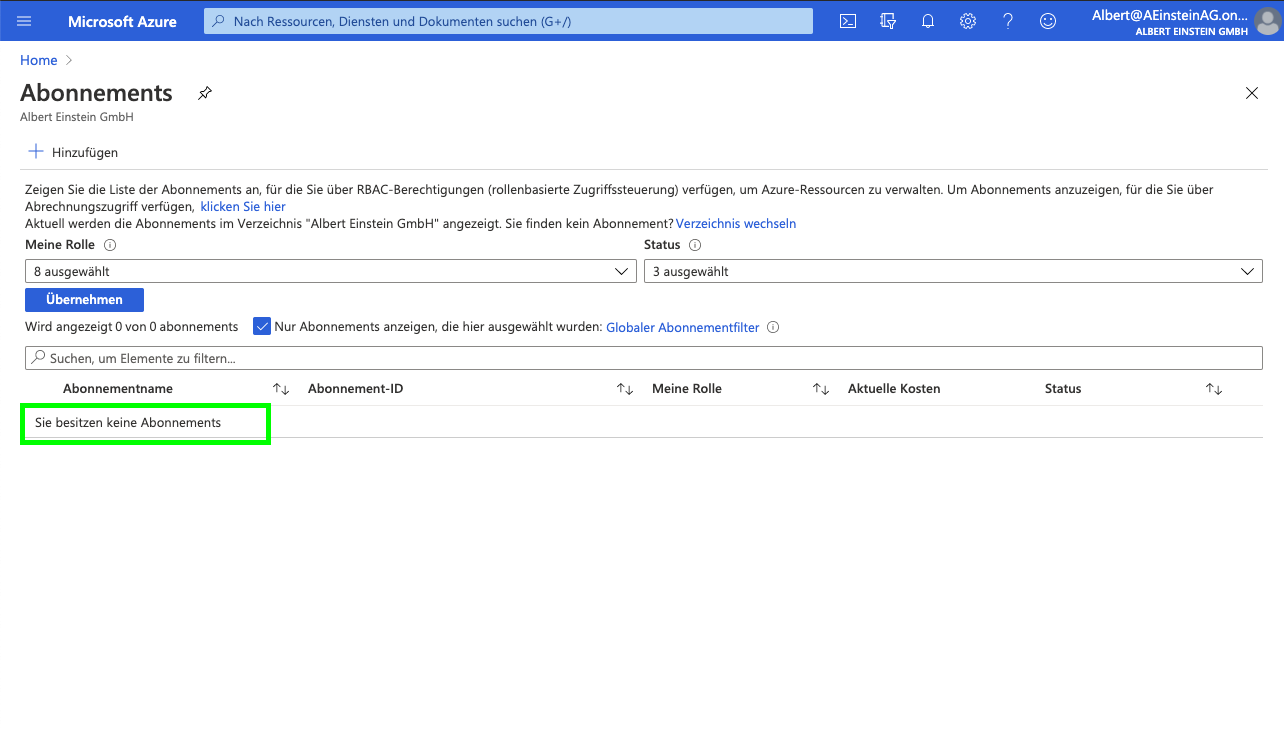 Microsoft Azure
Nach Ressourcen, Diensten und Dokumenten suchen (G+/)
Albert@AEinsteinAG.on...
ALBERT EINSTEIN GMBH
Home
Abonnements
Albert Einstein GmbH
Hinzufügen
Zeigen Sie die Liste der Abonnements an, für die Sie über RBAC-Berechtigungen (rollenbasierte Zugriffssteuerung) verfügen, um Azure-Ressourcen zu verwalten. Um Abonnements anzuzeigen, für die Sie über
Abrechnungszugriff verfügen, klicken Sie hier
Aktuell werden die Abonnements im Verzeichnis "Albert Einstein GmbH" angezeigt. Sie finden kein Abonnement? Verzeichnis wechseln
Meine Rolle Status
8 ausgewählt 3 ausgewählt
Übernehmen
Wird angezeigt 0 von 0 abonnements Nur Abonnements anzeigen, die hier ausgewählt wurden: Globaler Abonnementfilter
Suchen, um Elemente zu filtern...
Abonnementname Abonnement-ID Meine Rolle Aktuelle Kosten Status
Sie besitzen keine Abonnements